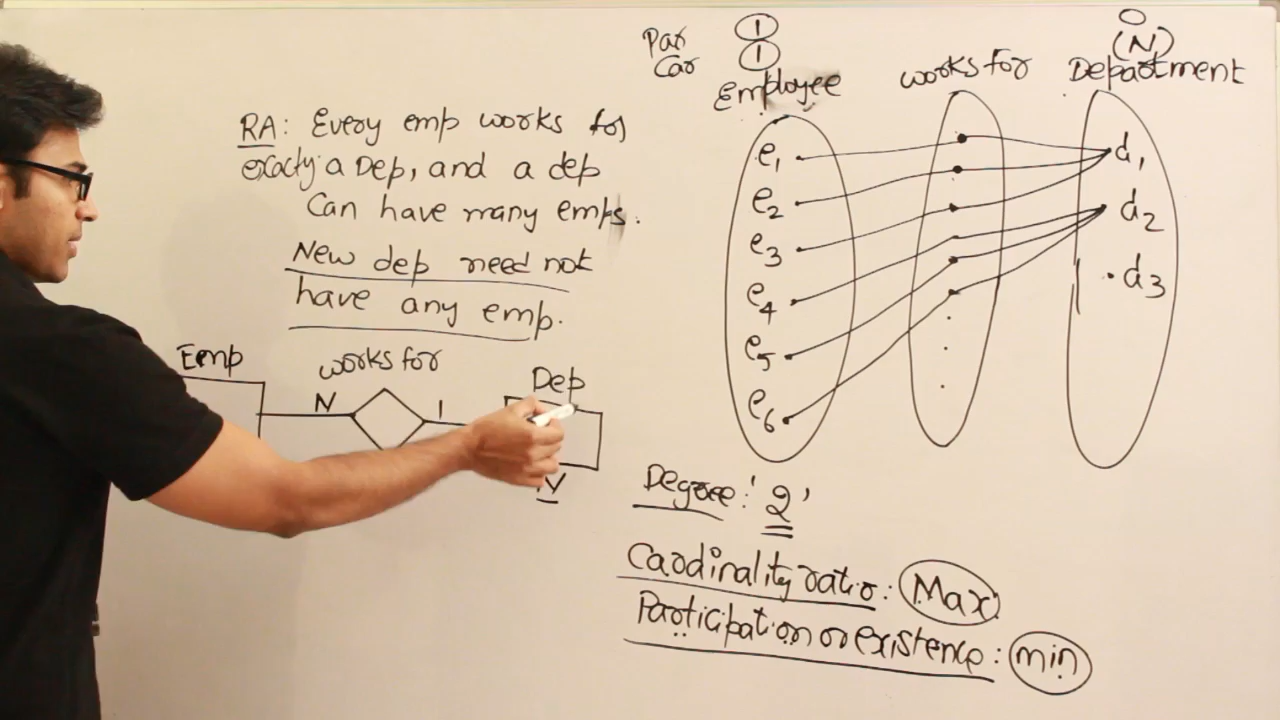 RA: Every emp works for
exactly a Dep, and a dep
Can have many emps.
New dep need not
have any emp.
Emp
works for
Dep
N
1
N
Par 1 0
Car 1 (N)
Employee works for Department
e1 d1
e2 d2
e3 d3
e4
e5
e6
Degree: '2'
Cardinality ratio: Max
Participation or existence: min